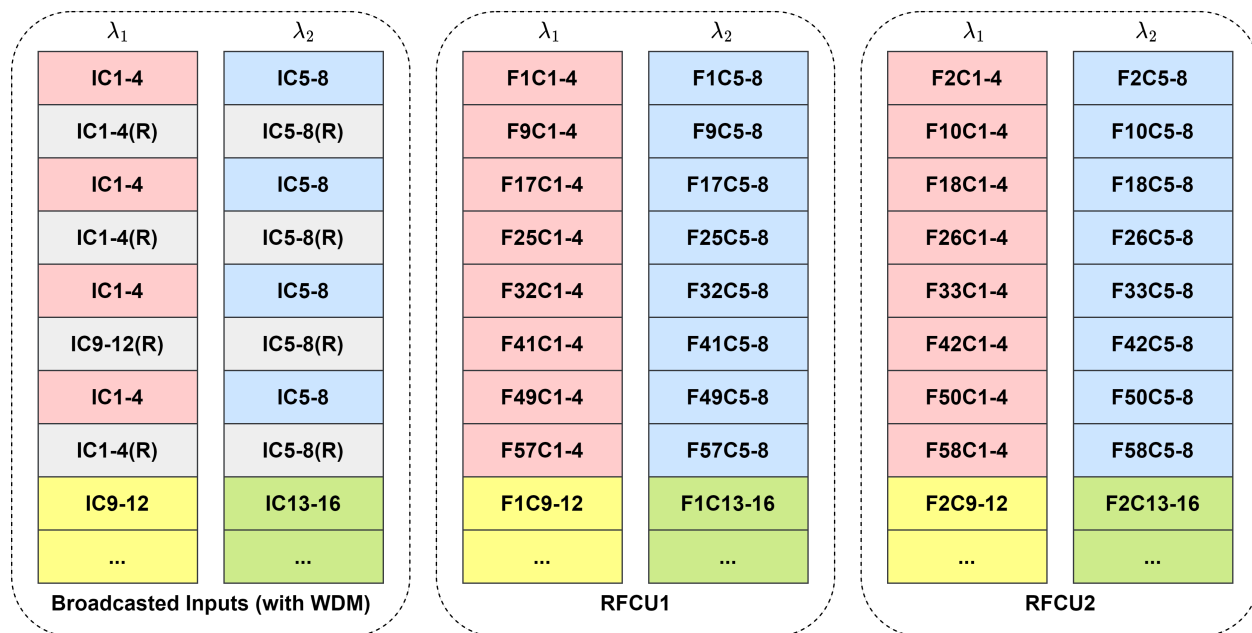 λ1 λ2 λ1 λ2 λ1 λ2
IC1-4 IC5-8 F1C1-4 F1C5-8 F2C1-4 F2C5-8
IC1-4(R) IC5-8(R) F9C1-4 F9C5-8 F10C1-4 F10C5-8
IC1-4 IC5-8 F17C1-4 F17C5-8 F18C1-4 F18C5-8
IC1-4(R) IC5-8(R) F25C1-4 F25C5-8 F26C1-4 F26C5-8
IC1-4 IC5-8 F32C1-4 F32C5-8 F33C1-4 F33C5-8
IC9-12(R) IC5-8(R) F41C1-4 F41C5-8 F42C1-4 F42C5-8
IC1-4 IC5-8 F49C1-4 F49C5-8 F50C1-4 F50C5-8
IC1-4(R) IC5-8(R) F57C1-4 F57C5-8 F58C1-4 F58C5-8
IC9-12 IC13-16 F1C9-12 F1C13-16 F2C9-12 F2C13-16
... ... ... ... ... ...
Broadcasted Inputs (with WDM) RFCU1 RFCU2